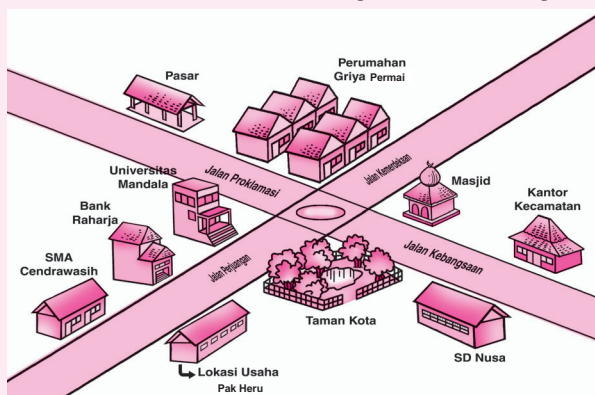 Pasar
Perumahan
Griya Permai
Universitas
Mandala
Jalan Proklamasi
Jalan Kemerdekaan
Masjid
Kantor
Kecamatan
Bank
Raharja
SMA
Cendrawasih
Jalan Perjuangan
Jalan Kebangsaan
Taman Kota
SD Nusa
Lokasi Usaha
Pak Heru